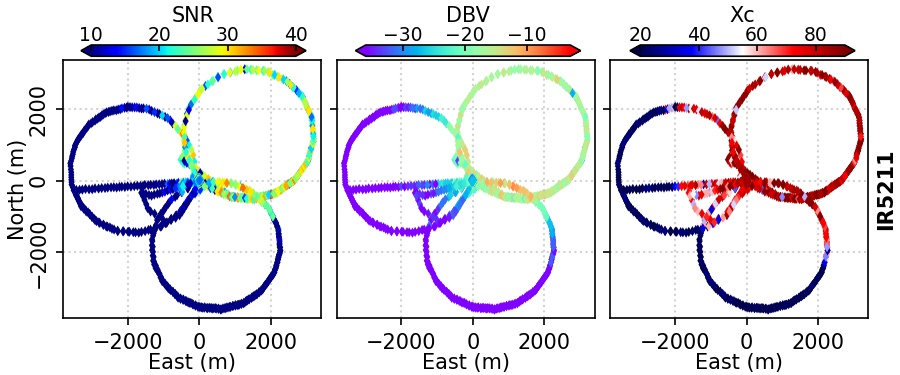 SNR DBV Xc
10 20 30 40 −30 −20 −10 20 40 60 80
2000
0
−2000
North (m)
IR5211
−2000 0 2000 −2000 0 2000 −2000 0 2000
East (m) East (m) East (m)